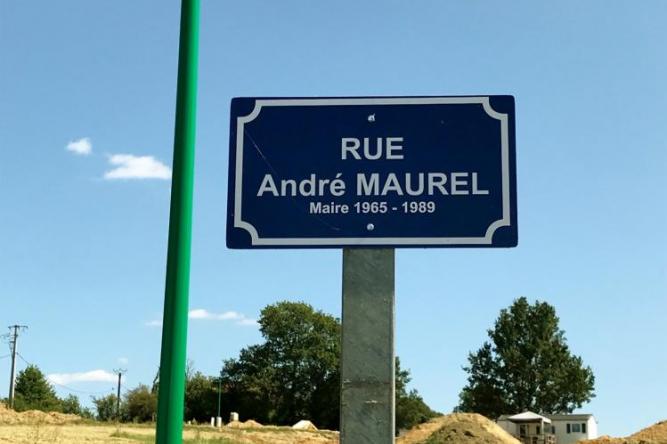 RUE
André MAUREL
Maire 1965 - 1989